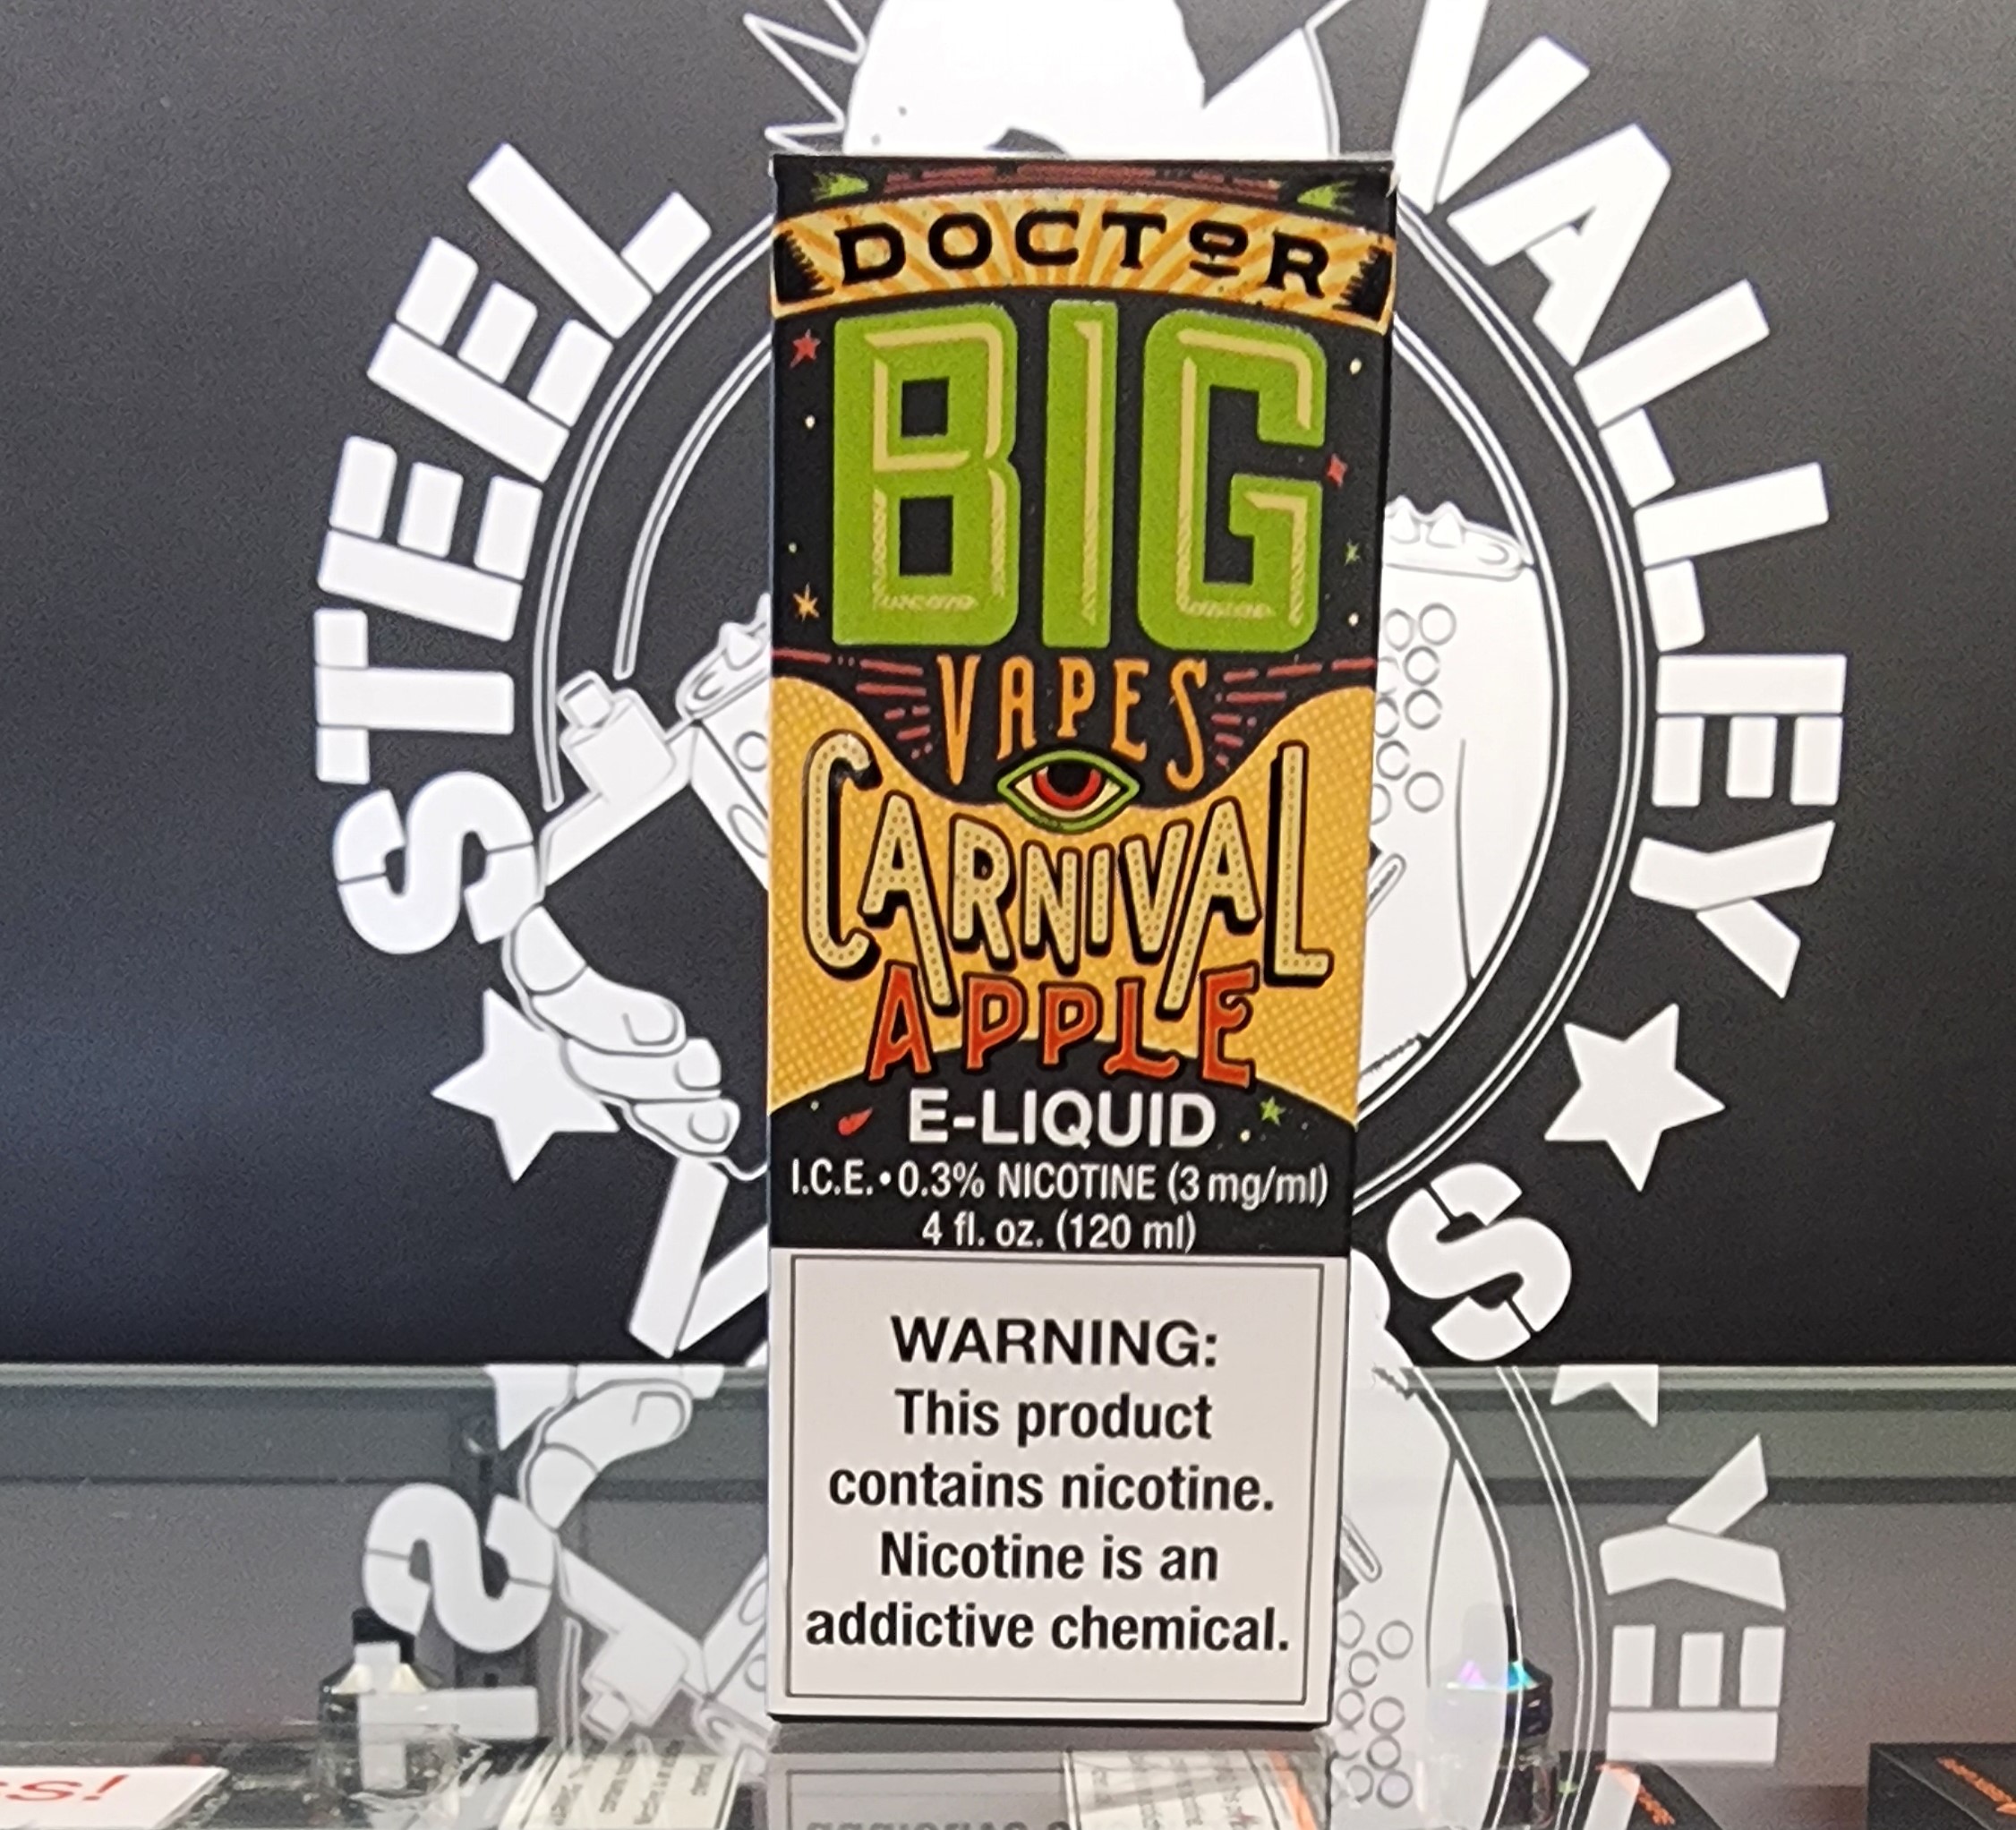 STEEL VALLEY
DOCTOR
BIG
VAPES
CARNIVAL
APPLE
E-LIQUID
I.C.E. • 0.3% NICOTINE (3 mg/ml)
4 fl. oz. (120 ml)
WARNING:
This product
contains nicotine.
Nicotine is an
addictive chemical.